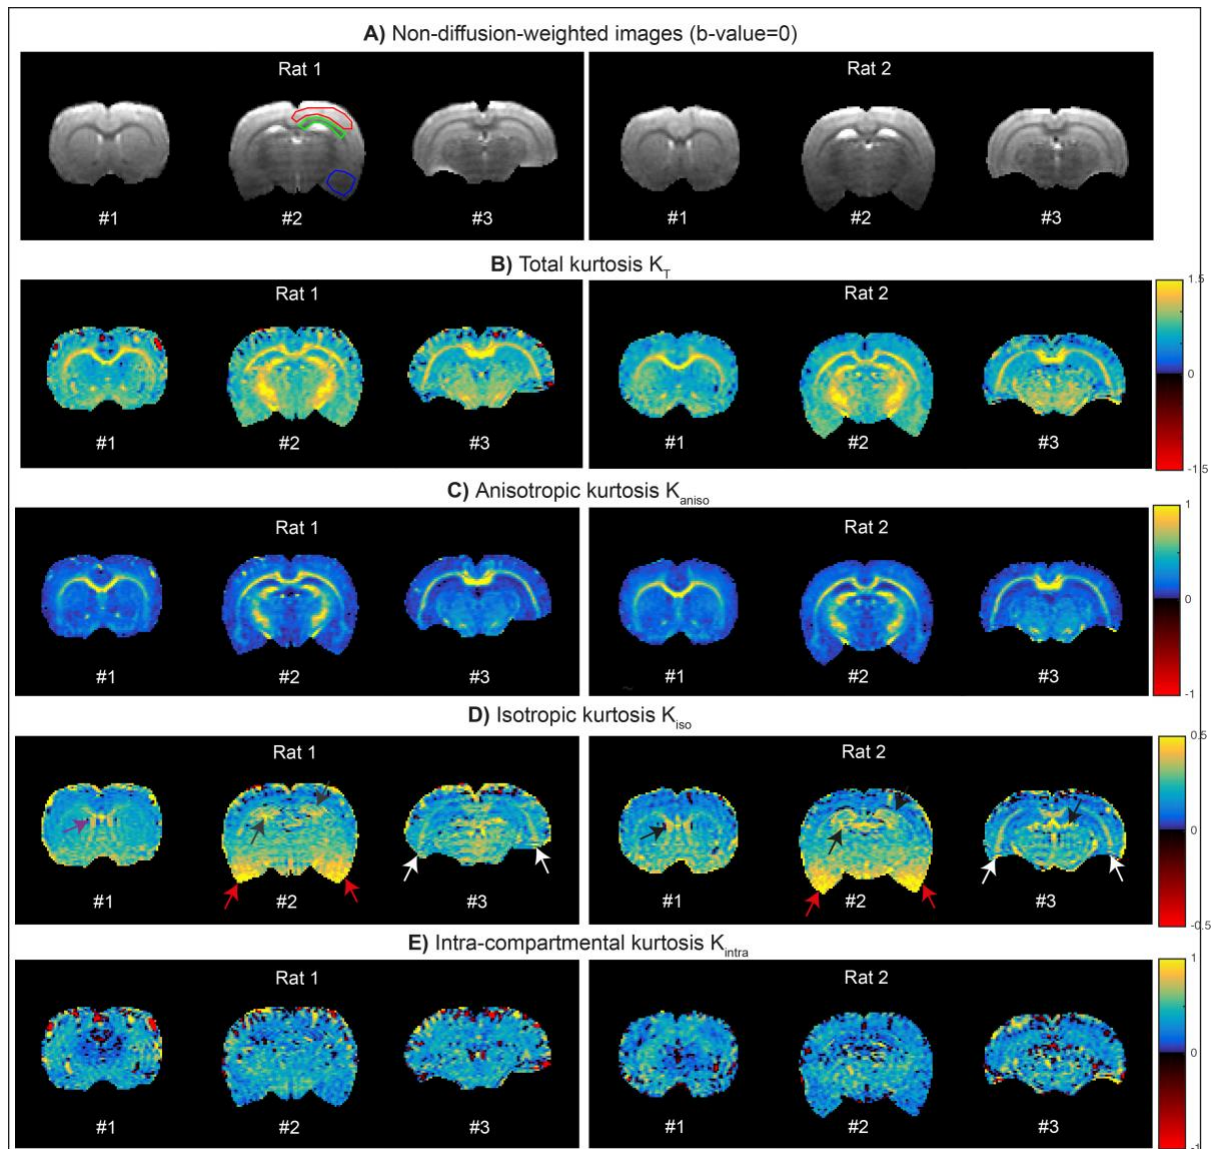 A) Non-diffusion-weighted images (b-value=0)
Rat 1 Rat 2
#1 #2 #3 #1 #2 #3
B) Total kurtosis K_T
Rat 1 Rat 2
1.5
0
#1 #2 #3 #1 #2 #3
-1.5
C) Anisotropic kurtosis K_aniso
1
Rat 1 Rat 2
0
#1 #2 #3 #1 #2 #3
-1
D) Isotropic kurtosis K_iso
0.5
Rat 1 Rat 2
0
#1 #2 #3 #1 #2 #3
-0.5
E) Intra-compartmental kurtosis K_intra
1
Rat 1 Rat 2
0
#1 #2 #3 #1 #2 #3
-1